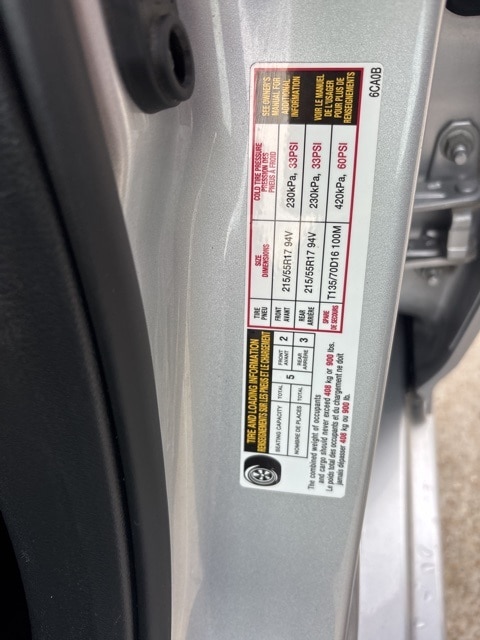 TIRE AND LOADING INFORMATION
RENSEIGNEMENTS SUR LES PNEUS ET LE CHARGEMENT
SEATING CAPACITY TOTAL 5 FRONT AVANT 2 REAR ARRIÈRE 3
NOMBRE DE PLACES TOTAL
The combined weight of occupants
and cargo should never exceed 408 kg or 900 lbs.
Le poids total des occupants et du chargement ne doit
jamais dépasser 408 kg ou 900 lb.
TIRE PNEU SIZE DIMENSIONS COLD TIRE PRESSURE PRESSION DES PNEUS À FROID
FRONT AVANT 215/55R17 94V 230kPa, 33PSI
REAR ARRIÈRE 215/55R17 94V 230kPa, 33PSI
SPARE DE SECOURS T135/70D16 100M 420kPa, 60PSI
SEE OWNER'S
MANUAL FOR
ADDITIONAL
INFORMATION
VOIR LE MANUEL
DE L'USAGER
POUR PLUS DE
RENSEIGNEMENTS
6CA0B